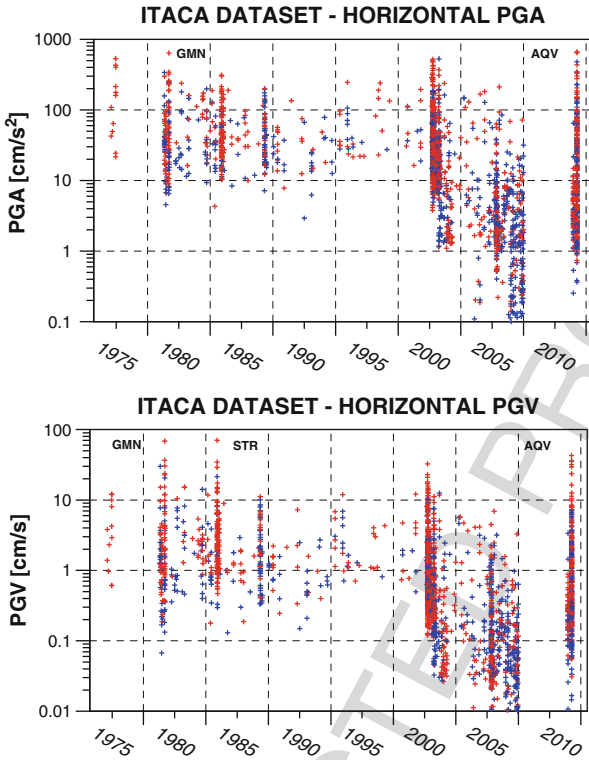 ITACA DATASET - HORIZONTAL PGA
1000
GMN
AQV
100
PGA [cm/s²]
10
1
0.1
1975
1980
1985
1990
1995
2000
2005
2010
ITACA DATASET - HORIZONTAL PGV
100
GMN
STR
AQV
10
PGV [cm/s]
1
0.1
0.01
1975
1980
1985
1990
1995
2000
2005
2010